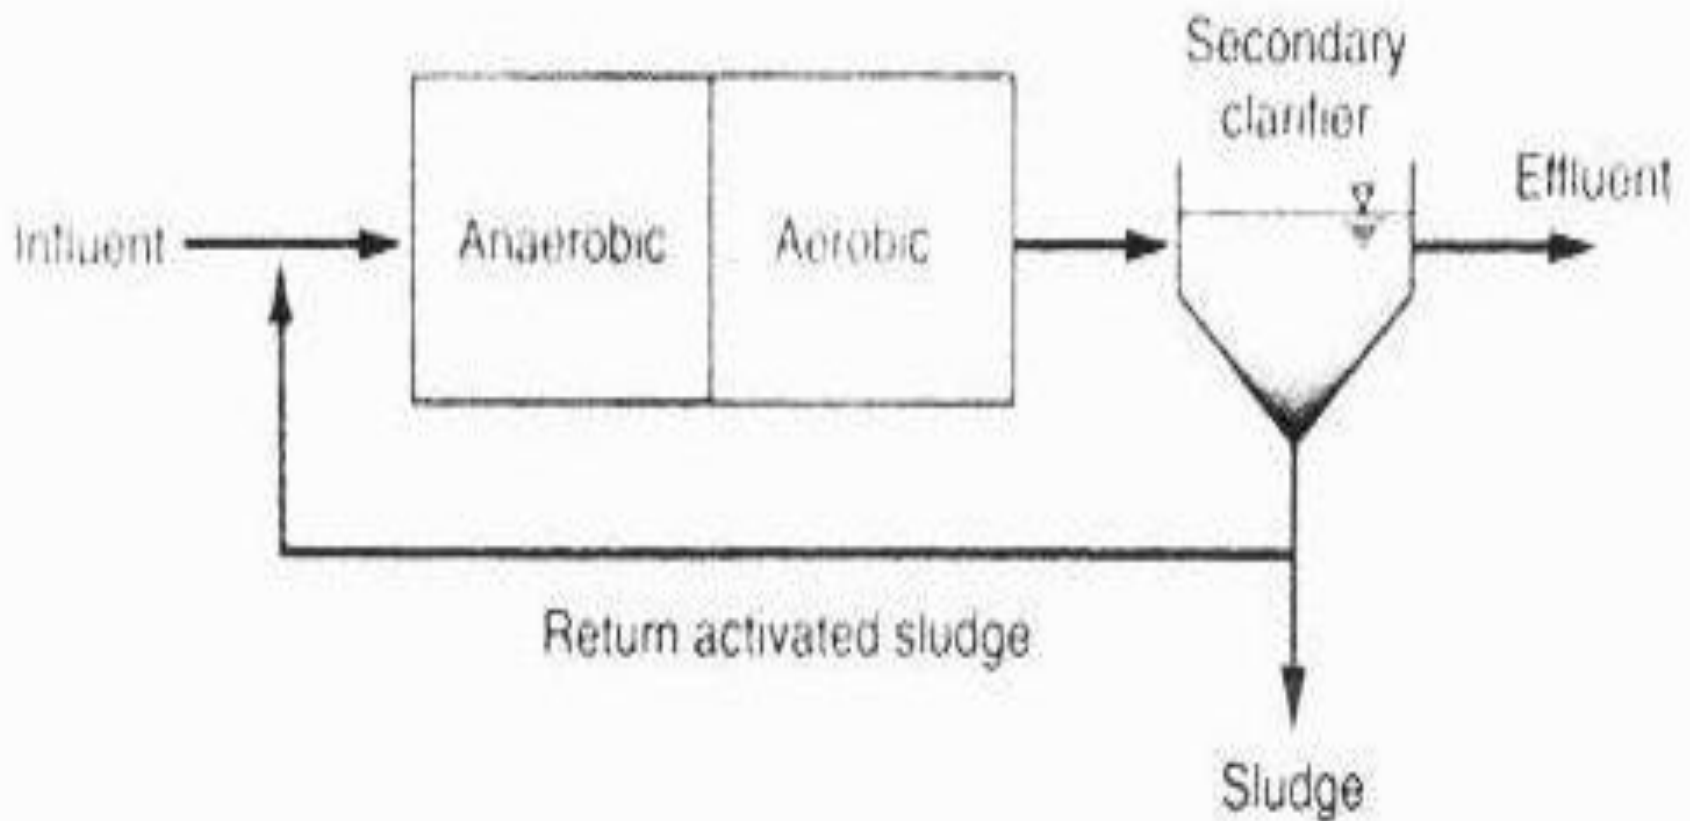 Secondary
clarifier
Effluent
Influent
Anaerobic
Aerobic
Return activated sludge
Sludge